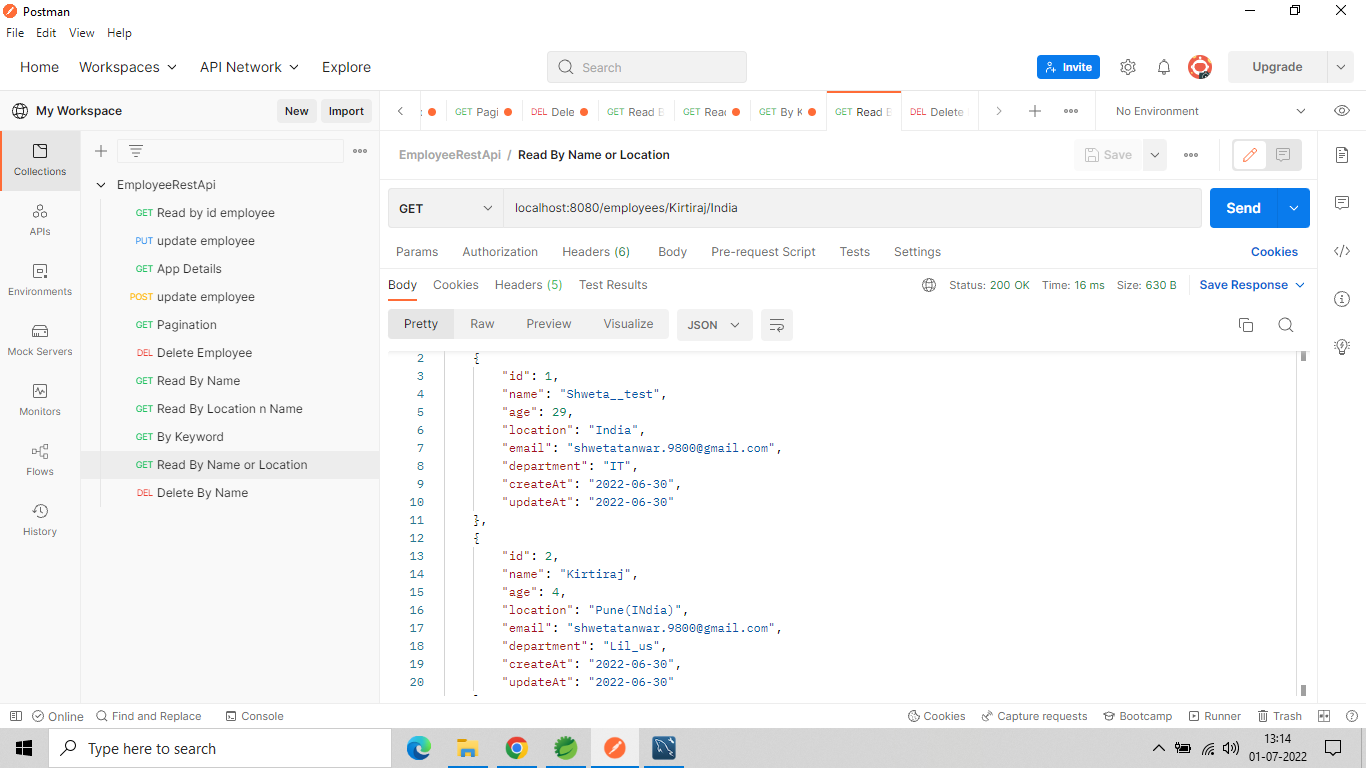 Postman
File Edit View Help
Home Workspaces API Network Explore Search Invite Upgrade
My Workspace New Import GET Pagi DEL Dele GET Read B GET Read GET By K GET Read B DEL Delete No Environment
EmployeeRestApi / Read By Name or Location Save
Collections
APIs
Environments
Mock Servers
Monitors
Flows
History
EmployeeRestApi
GET Read by id employee
PUT update employee
GET App Details
POST update employee
GET Pagination
DEL Delete Employee
GET Read By Name
GET Read By Location n Name
GET By Keyword
GET Read By Name or Location
DEL Delete By Name
GET localhost:8080/employees/Kirtiraj/India Send
Params Authorization Headers (6) Body Pre-request Script Tests Settings Cookies
Body Cookies Headers (5) Test Results Status: 200 OK Time: 16 ms Size: 630 B Save Response
Pretty Raw Preview Visualize JSON
2 {
3 "id": 1,
4 "name": "Shweta__test",
5 "age": 29,
6 "location": "India",
7 "email": "shwetatanwar.9800@gmail.com",
8 "department": "IT",
9 "createAt": "2022-06-30",
10 "updateAt": "2022-06-30"
11 },
12 {
13 "id": 2,
14 "name": "Kirtiraj",
15 "age": 4,
16 "location": "Pune(INdia)",
17 "email": "shwetatanwar.9800@gmail.com",
18 "department": "Lil_us",
19 "createAt": "2022-06-30",
20 "updateAt": "2022-06-30"
Online Find and Replace Console Cookies Capture requests Bootcamp Runner Trash
Type here to search 13:14
01-07-2022